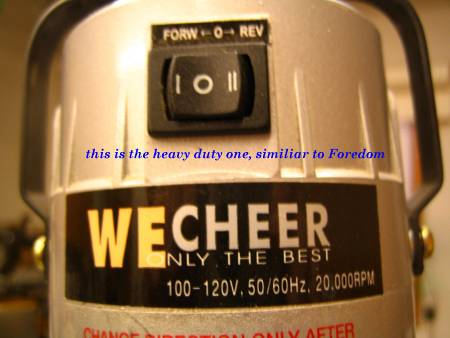 FORW ←O→ REV
I O II
this is the heavy duty one, similiar to Foredom
WECHEER
ONLY THE BEST
100-120V, 50/60Hz, 20,000RPM
CHANGE DIRECTION ONLY AFTER